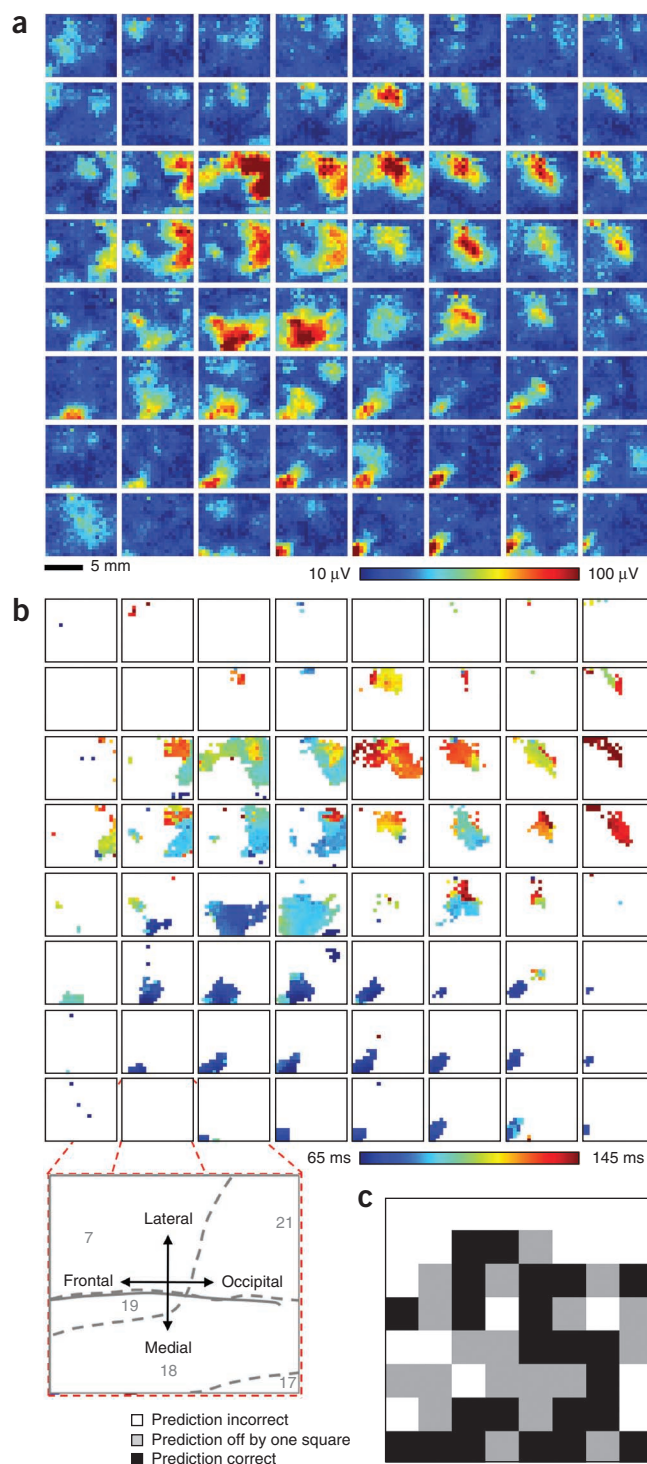 a
5 mm
10 µV
100 µV
b
65 ms
145 ms
7
Lateral
21
Frontal
Occipital
19
Medial
18
17
c
Prediction incorrect
Prediction off by one square
Prediction correct